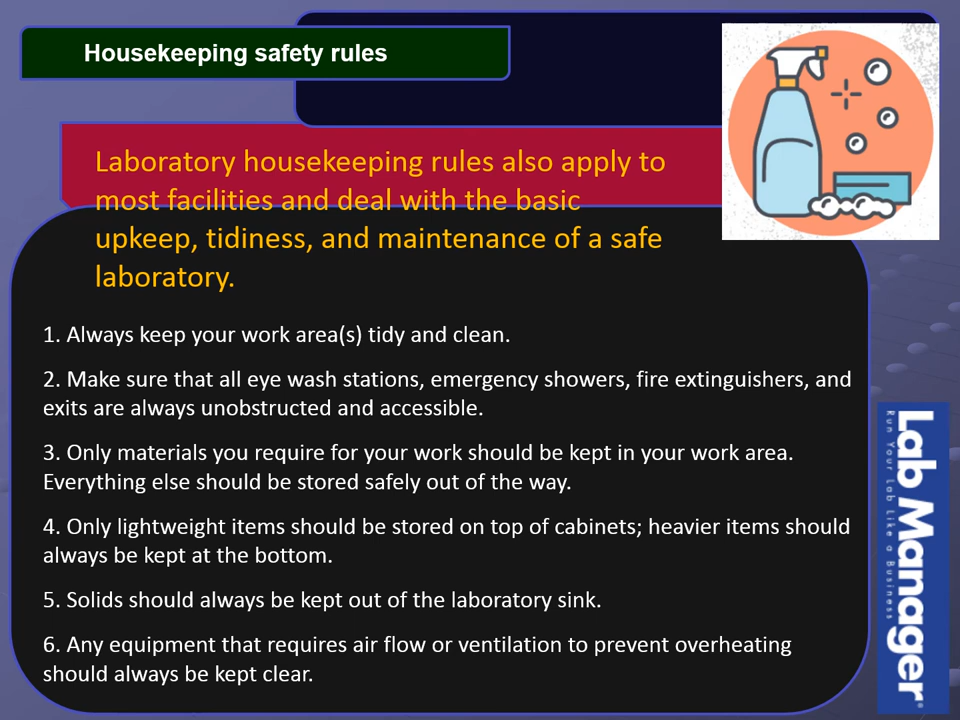 Housekeeping safety rules
Laboratory housekeeping rules also apply to
most facilities and deal with the basic
upkeep, tidiness, and maintenance of a safe
laboratory.
1. Always keep your work area(s) tidy and clean.
2. Make sure that all eye wash stations, emergency showers, fire extinguishers, and
exits are always unobstructed and accessible.
3. Only materials you require for your work should be kept in your work area.
Everything else should be stored safely out of the way.
4. Only lightweight items should be stored on top of cabinets; heavier items should
always be kept at the bottom.
5. Solids should always be kept out of the laboratory sink.
6. Any equipment that requires air flow or ventilation to prevent overheating
should always be kept clear.
Lab Manager®
Run Your Lab Like a Business